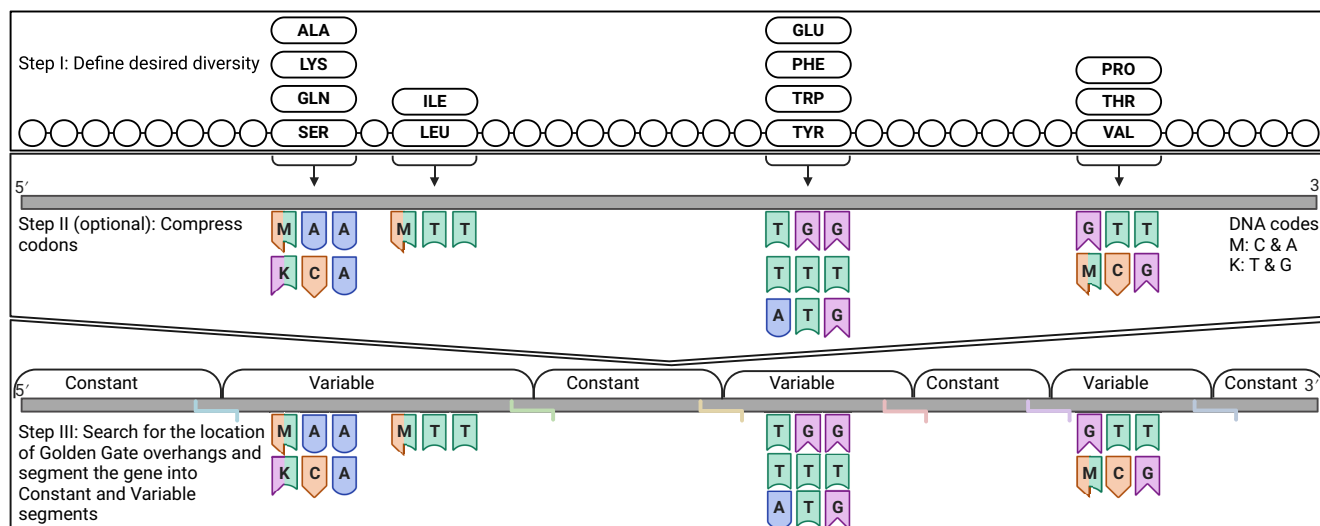 ALA
GLU
Step I: Define desired diversity
LYS
PHE
PRO
GLN
ILE
TRP
THR
SER
LEU
TYR
VAL
5′
3
Step II (optional): Compress
codons
M A A
M T T
T G G
G T T
DNA codes
M: C & A
K: T & G
K C A
T T T
M C G
A T G
Constant
Variable
Constant
Variable
Constant
Variable
Constant
5′
3′
Step III: Search for the location
of Golden Gate overhangs and
segment the gene into
Constant and Variable
segments
M A A
M T T
T G G
G T T
K C A
T T T
M C G
A T G